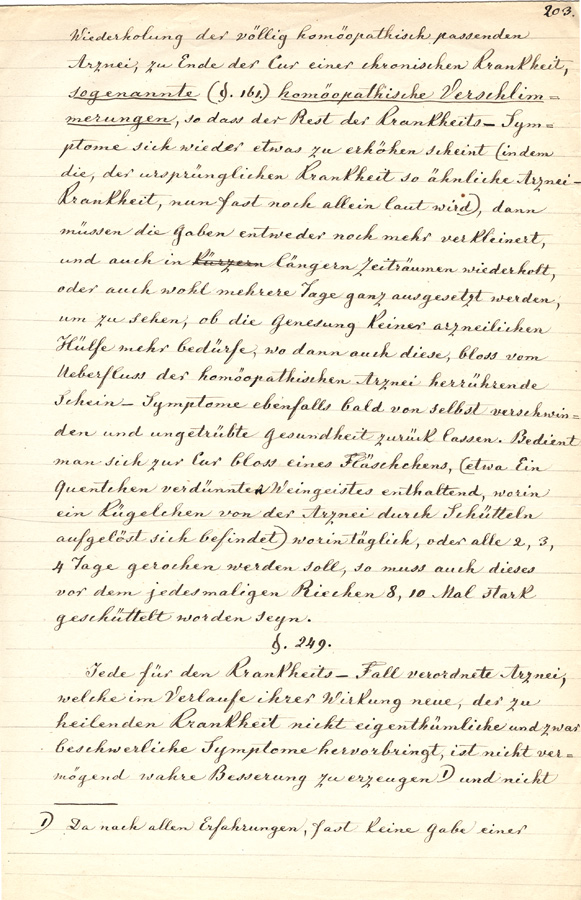 203.
Wiederholung der völlig homöopathisch passenden
Arznei, zu Ende der Cur einer chronischen Krankheit,
sogenannte (§. 161.) homöopathische Verschlim=
merungen, so dass der Rest der Krankheits-Sym=
ptome sich wieder etwas zu erhöhen scheint (indem
die, der ursprünglichen Krankheit so ähnliche Arznei-
Krankheit, nun fast noch allein laut wird), dann
müssen die Gaben entweder noch mehr verkleinert,
und auch in kürzern längern Zeiträumen wiederholt,
oder auch wohl mehrere Tage ganz ausgesetzt werden,
um zu sehen, ob die Genesung keiner arzneilichen
Hülfe mehr bedürfe, wo dann auch diese, bloss vom
Ueberfluss der homöopathischen Arznei herrührende
Schein-Symptome ebenfalls bald von selbst verschwin=
den und ungetrübte Gesundheit zurück lassen. Bedient
man sich zur Cur bloss eines Fläschchens, (etwa Ein
Quentchen verdünnten Weingeistes enthaltend, worin
ein Kügelchen von der Arznei durch Schütteln
aufgelöst sich befindet) worin täglich, oder alle 2, 3,
4 Tage gerochen werden soll, so muss auch dieses
vor dem jedesmaligen Riechen 8, 10 Mal stark
geschüttelt worden seyn.
§. 249.
Jede für den Krankheits-Fall verordnete Arznei,
welche im Verlaufe ihrer Wirkung neue, der zu
heilenden Krankheit nicht eigenthümliche und zwar
beschwerliche Symptome hervorbringt, ist nicht ver=
mögend wahre Besserung zu erzeugen 1) und nicht
1) Da nach allen Erfahrungen, fast keine Gabe einer